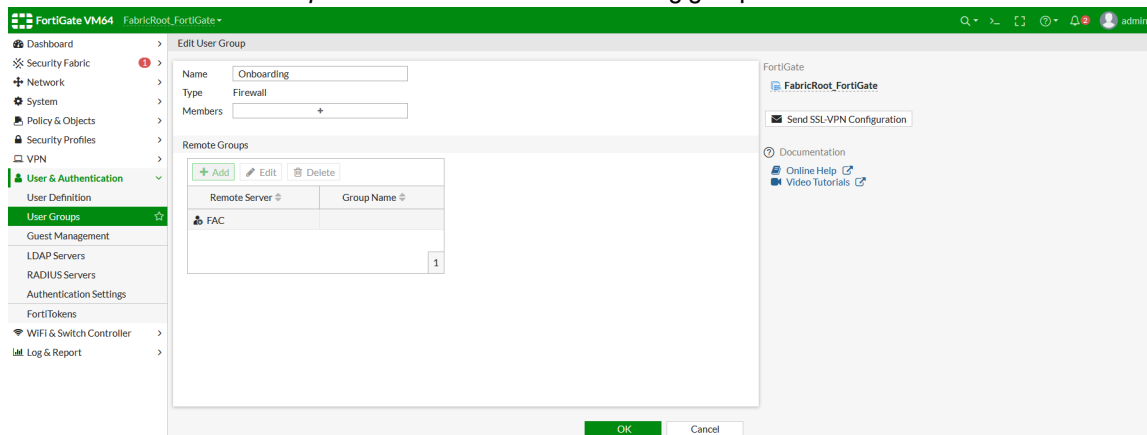 FortiGate VM64 FabricRoot_FortiGate
>_ 2 admin
Dashboard
Security Fabric 1
Network
System
Policy & Objects
Security Profiles
VPN
User & Authentication
User Definition
User Groups
Guest Management
LDAP Servers
RADIUS Servers
Authentication Settings
FortiTokens
WiFi & Switch Controller
Log & Report
Edit User Group
Name Onboarding
Type Firewall
Members +
Remote Groups
+ Add Edit Delete
Remote Server Group Name
FAC
1
OK Cancel
FortiGate
FabricRoot_FortiGate
Send SSL-VPN Configuration
Documentation
Online Help
Video Tutorials